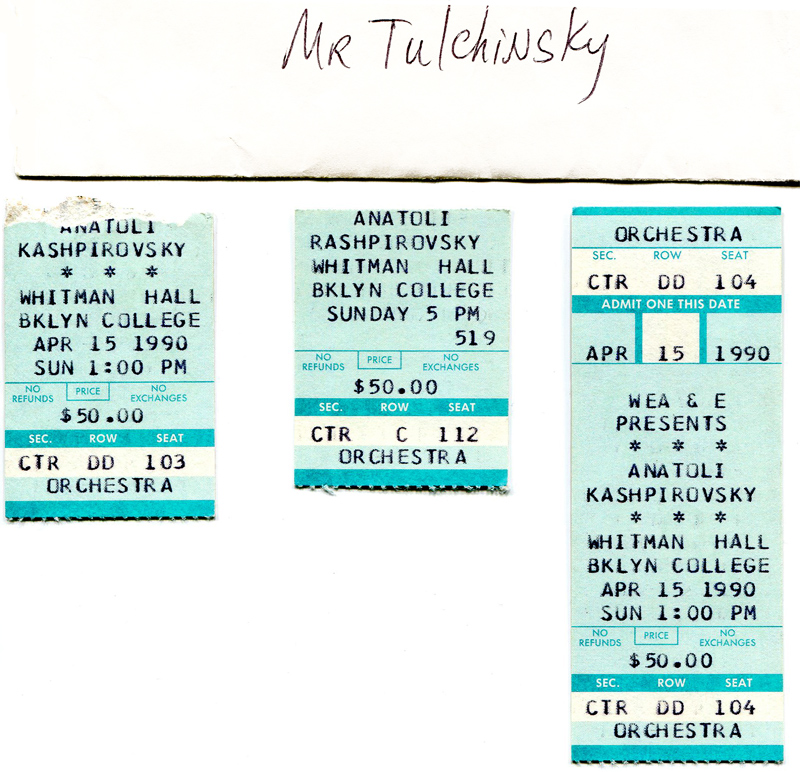 MR Tulchinsky
ANATOLI
KASHPIROVSKY
* * *
WHITMAN HALL
BKLYN COLLEGE
APR 15 1990
SUN 1:00 PM
NO REFUNDS PRICE NO EXCHANGES
$50.00
SEC. ROW SEAT
CTR DD 103
ORCHESTRA
ANATOLI
RASHPIROVSKY
WHITMAN HALL
BKLYN COLLEGE
SUNDAY 5 PM
519
NO REFUNDS PRICE NO EXCHANGES
$50.00
SEC. ROW SEAT
CTR C 112
ORCHESTRA
ORCHESTRA
SEC. ROW SEAT
CTR DD 104
ADMIT ONE THIS DATE
APR 15 1990
WEA & E
PRESENTS
* * *
ANATOLI
KASHPIROVSKY
* * *
WHITMAN HALL
BKLYN COLLEGE
APR 15 1990
SUN 1:00 PM
NO REFUNDS PRICE NO EXCHANGES
$50.00
SEC. ROW SEAT
CTR DD 104
ORCHESTRA